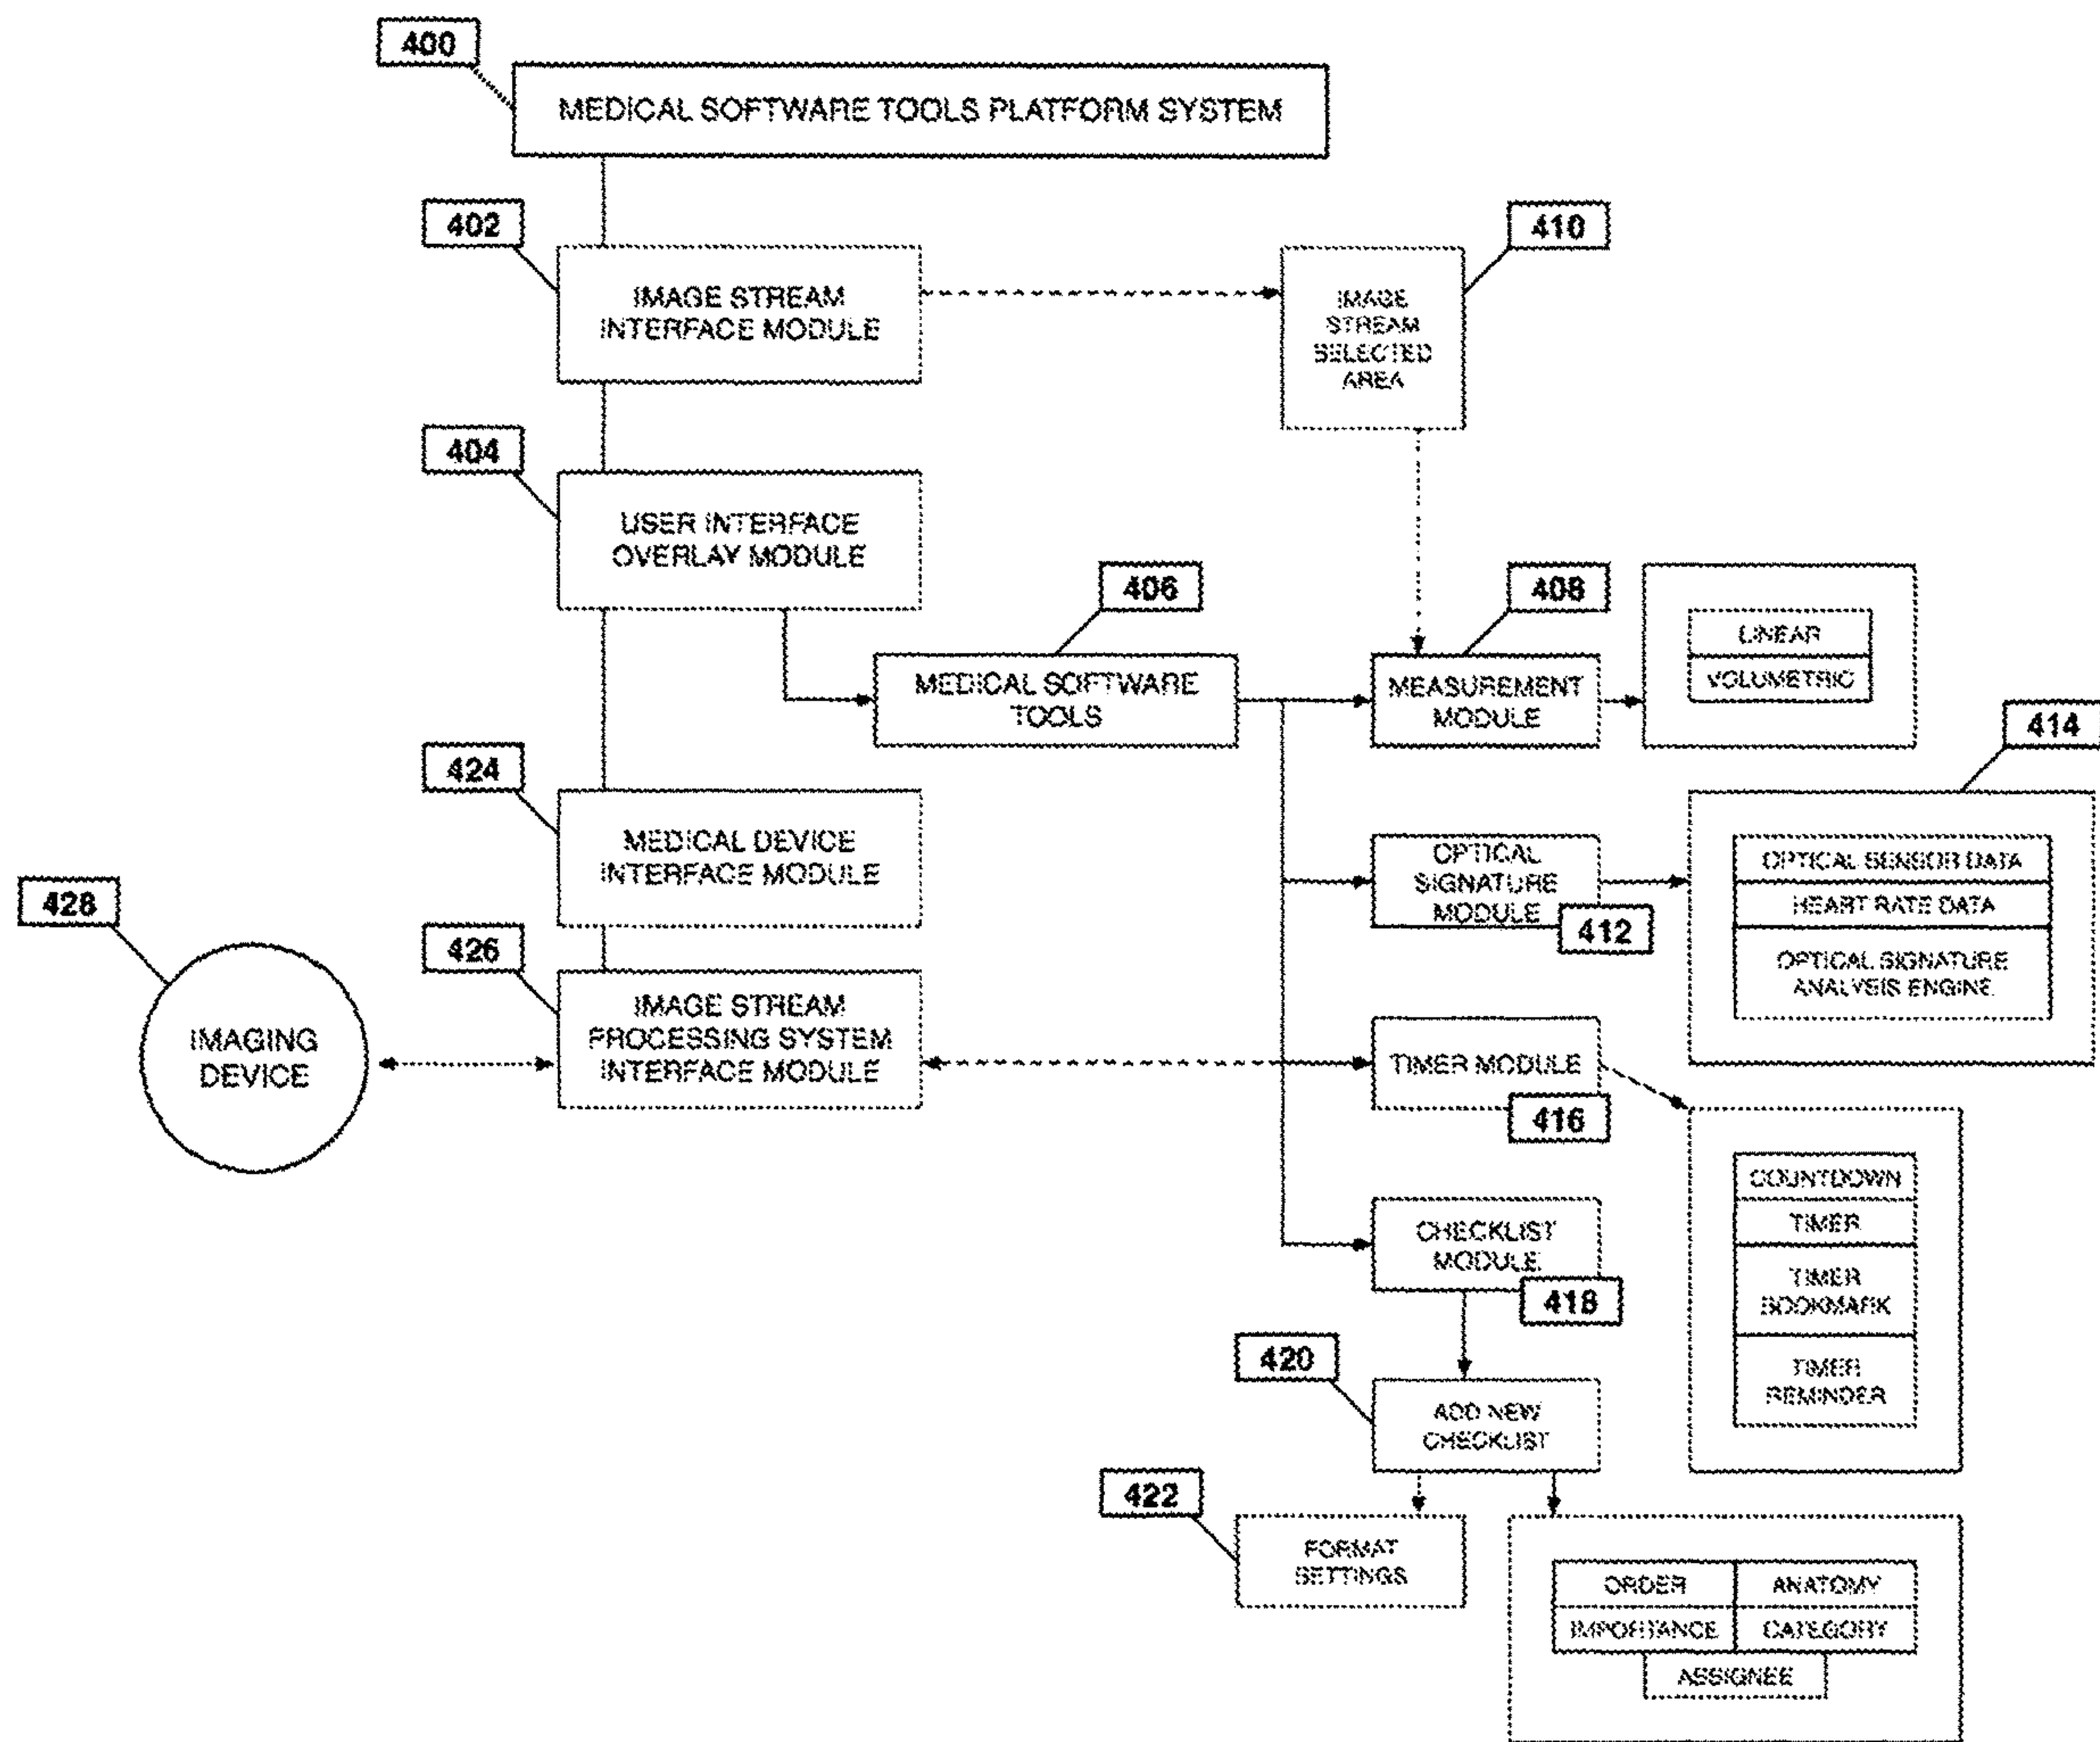 400
MEDICAL SOFTWARE TOOLS PLATFORM SYSTEM
402
IMAGE STREAM
INTERFACE MODULE
410
IMAGE
STREAM
SELECTED
AREA
404
USER INTERFACE
OVERLAY MODULE
406
MEDICAL SOFTWARE
TOOLS
408
MEASUREMENT
MODULE
LINEAR
VOLUMETRIC
414
424
MEDICAL DEVICE
INTERFACE MODULE
OPTICAL
SIGNATURE
MODULE
412
OPTICAL SENSOR DATA
HEART RATE DATA
OPTICAL SIGNATURE
ANALYSIS ENGINE
428
IMAGING
DEVICE
426
IMAGE STREAM
PROCESSING SYSTEM
INTERFACE MODULE
TIMER MODULE
416
COUNTDOWN
TIMER
TIMER
BOOKMARK
TIMER
REMINDER
CHECKLIST
MODULE
418
420
ADD NEW
CHECKLIST
422
FORMAT
SETTINGS
ORDER
ANATOMY
IMPORTANCE
CATEGORY
ASSIGNEE